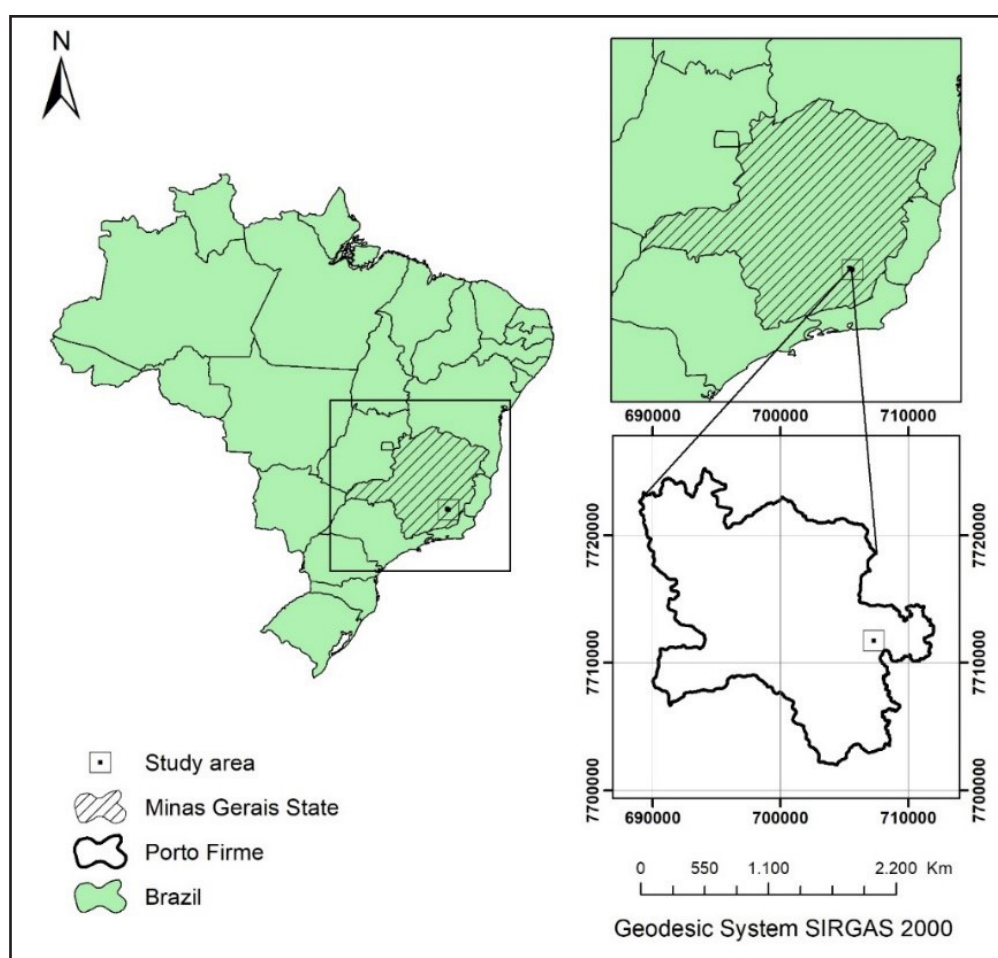 N
690000 700000 710000
7720000 7720000
7710000 7710000
7700000 7700000
690000 700000 710000
Study area
Minas Gerais State
Porto Firme
Brazil
0 550 1.100 2.200 Km
Geodesic System SIRGAS 2000